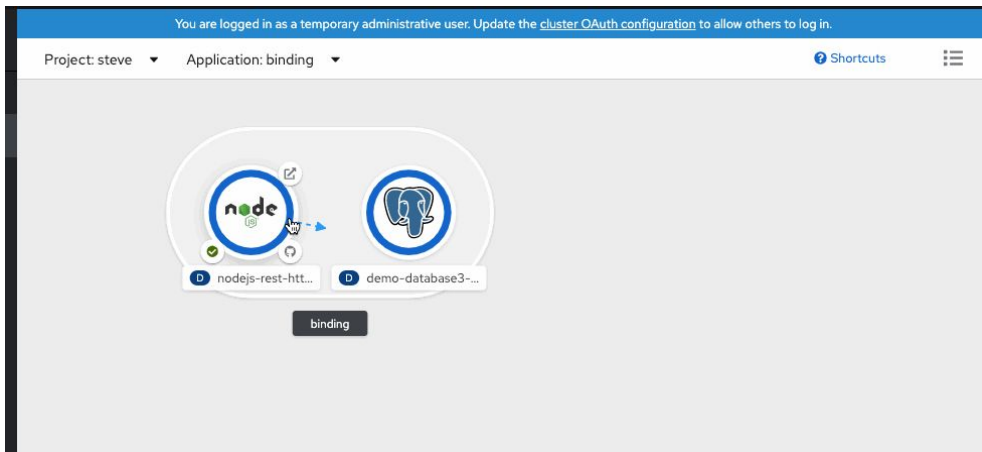 You are logged in as a temporary administrative user. Update the cluster OAuth configuration to allow others to log in.
Project: steve
Application: binding
Shortcuts
node
JS
D nodejs-rest-htt...
D demo-database3-...
binding